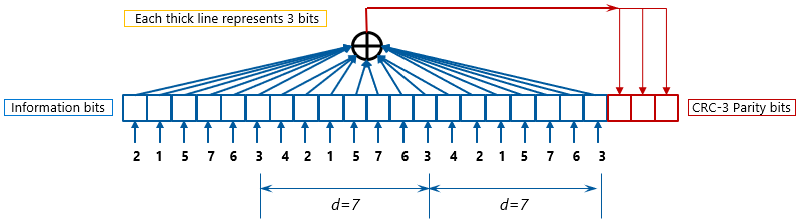 Each thick line represents 3 bits
Information bits
CRC-3 Parity bits
2 1 5 7 6 3 4 2 1 5 7 6 3 4 2 1 5 7 6 3
d=7 d=7